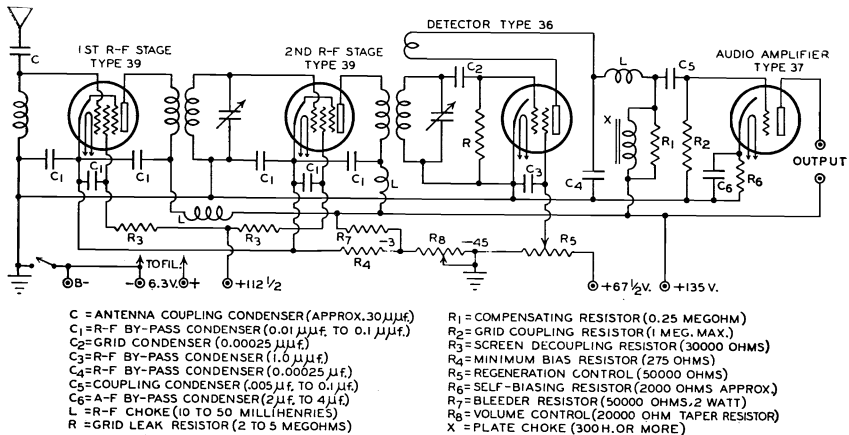 DETECTOR TYPE 36
1ST R-F STAGE
TYPE 39
2ND R-F STAGE
TYPE 39
AUDIO AMPLIFIER
TYPE 37
C
C2
L
C5
X
R
R1
R2
C1
C1
C1
C1
C1
C1
C3
C4
C6
R6
OUTPUT
L
L
R3
R3
R7
-3
R4
R8
-45
R5
B-
TO FIL.
- 6.3V. +
+112 1/2
+67 1/2 V.
+135 V.
C = ANTENNA COUPLING CONDENSER (APPROX. 30 μμf.)
C1 = R-F BY-PASS CONDENSER (0.01 μμf. TO 0.1 μμf.)
C2 = GRID CONDENSER (0.00025 μμf.)
C3 = R-F BY-PASS CONDENSER (1.0 μμf.)
C4 = R-F BY-PASS CONDENSER (0.00025 μf.)
C5 = COUPLING CONDENSER (.005 μf. TO 0.1 μf.)
C6 = A-F BY-PASS CONDENSER (2 μf. TO 4 μf.)
L = R-F CHOKE (10 TO 50 MILLIHENRIES)
R = GRID LEAK RESISTOR (2 TO 5 MEGOHMS)
R1 = COMPENSATING RESISTOR (0.25 MEGOHM)
R2 = GRID COUPLING RESISTOR (1 MEG. MAX.)
R3 = SCREEN DECOUPLING RESISTOR (30000 OHMS)
R4 = MINIMUM BIAS RESISTOR (275 OHMS)
R5 = REGENERATION CONTROL (50000 OHMS)
R6 = SELF-BIASING RESISTOR (2000 OHMS APPROX.)
R7 = BLEEDER RESISTOR (50000 OHMS, 2 WATT)
R8 = VOLUME CONTROL (20000 OHM TAPER RESISTOR)
X = PLATE CHOKE (300 H. OR MORE)